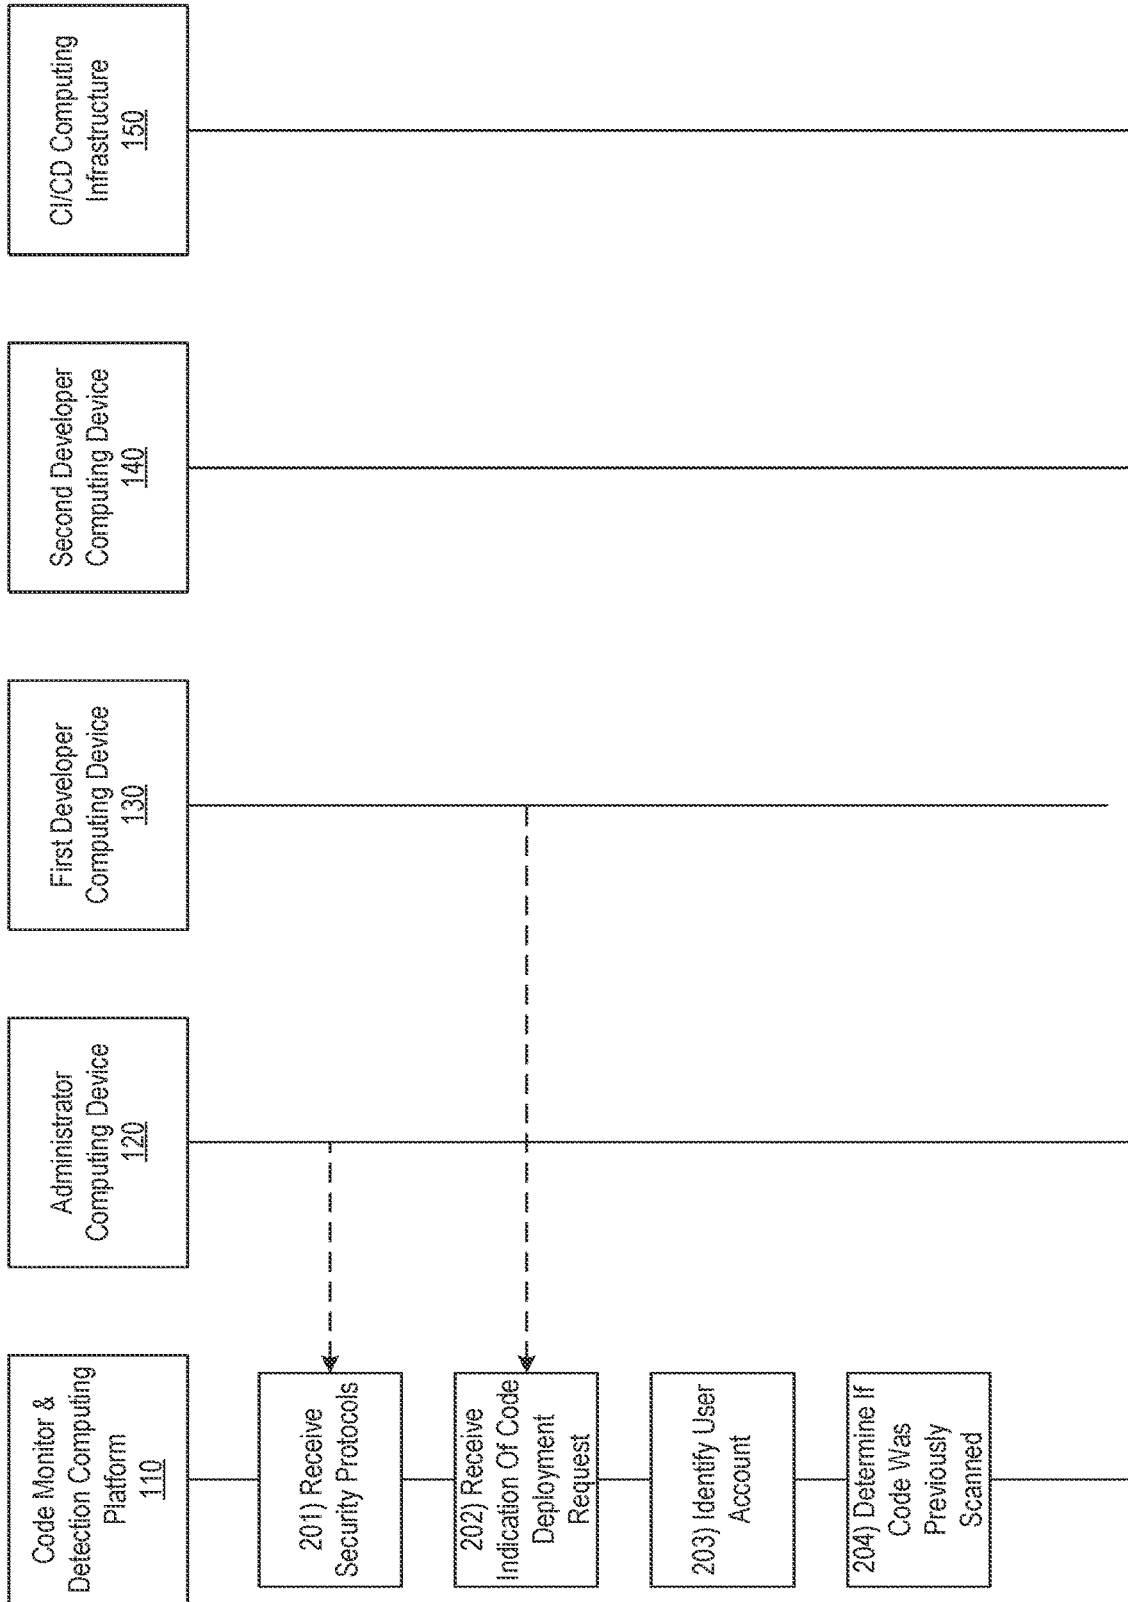 Code Monitor &
Detection Computing
Platform
110
Administrator
Computing Device
120
First Developer
Computing Device
130
Second Developer
Computing Device
140
CI/CD Computing
Infrastructure
150
201) Receive
Security Protocols
202) Receive
Indication Of Code
Deployment
Request
203) Identify User
Account
204) Determine If
Code Was
Previously
Scanned